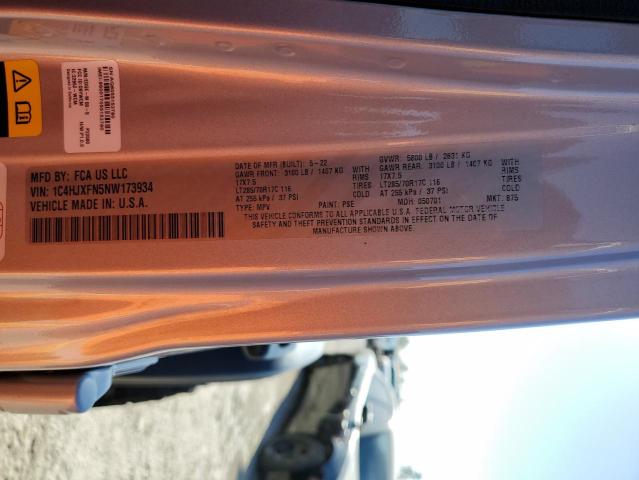 MFD BY: FCA US LLC
VIN: 1C4HJXFN5NW173934
VEHICLE MADE IN: U.S.A.
DATE OF MFR (BUILT): 5-22 GVWR: 5800 LB / 2631 KG
GAWR FRONT: 3100 LB / 1407 KG WITH GAWR REAR: 3100 LB / 1407 KG WITH
17X7.5 RIMS 17X7.5 RIMS
LT285/70R17C 116 TIRES LT285/70R17C 116 TIRES
AT 255 kPa / 37 PSI AT 255 kPa / 37 PSI
TYPE: MPV PAINT: PSE MDH: 050701 MKT: B75
THIS VEHICLE CONFORMS TO ALL APPLICABLE U.S.A. FEDERAL MOTOR VEHICLE
SAFETY AND THEFT PREVENTION STANDARDS IN EFFECT ON THE DATE OF
MANUFACTURE SHOWN ABOVE.